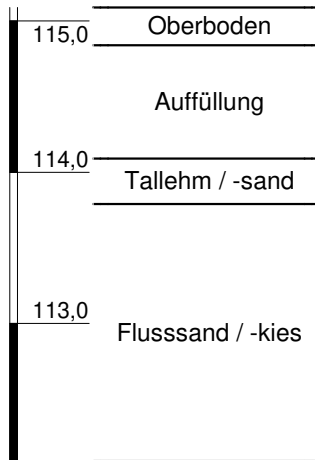 Oberboden
115,0
Auffüllung
114,0
Tallehm / -sand
113,0
Flusssand / -kies